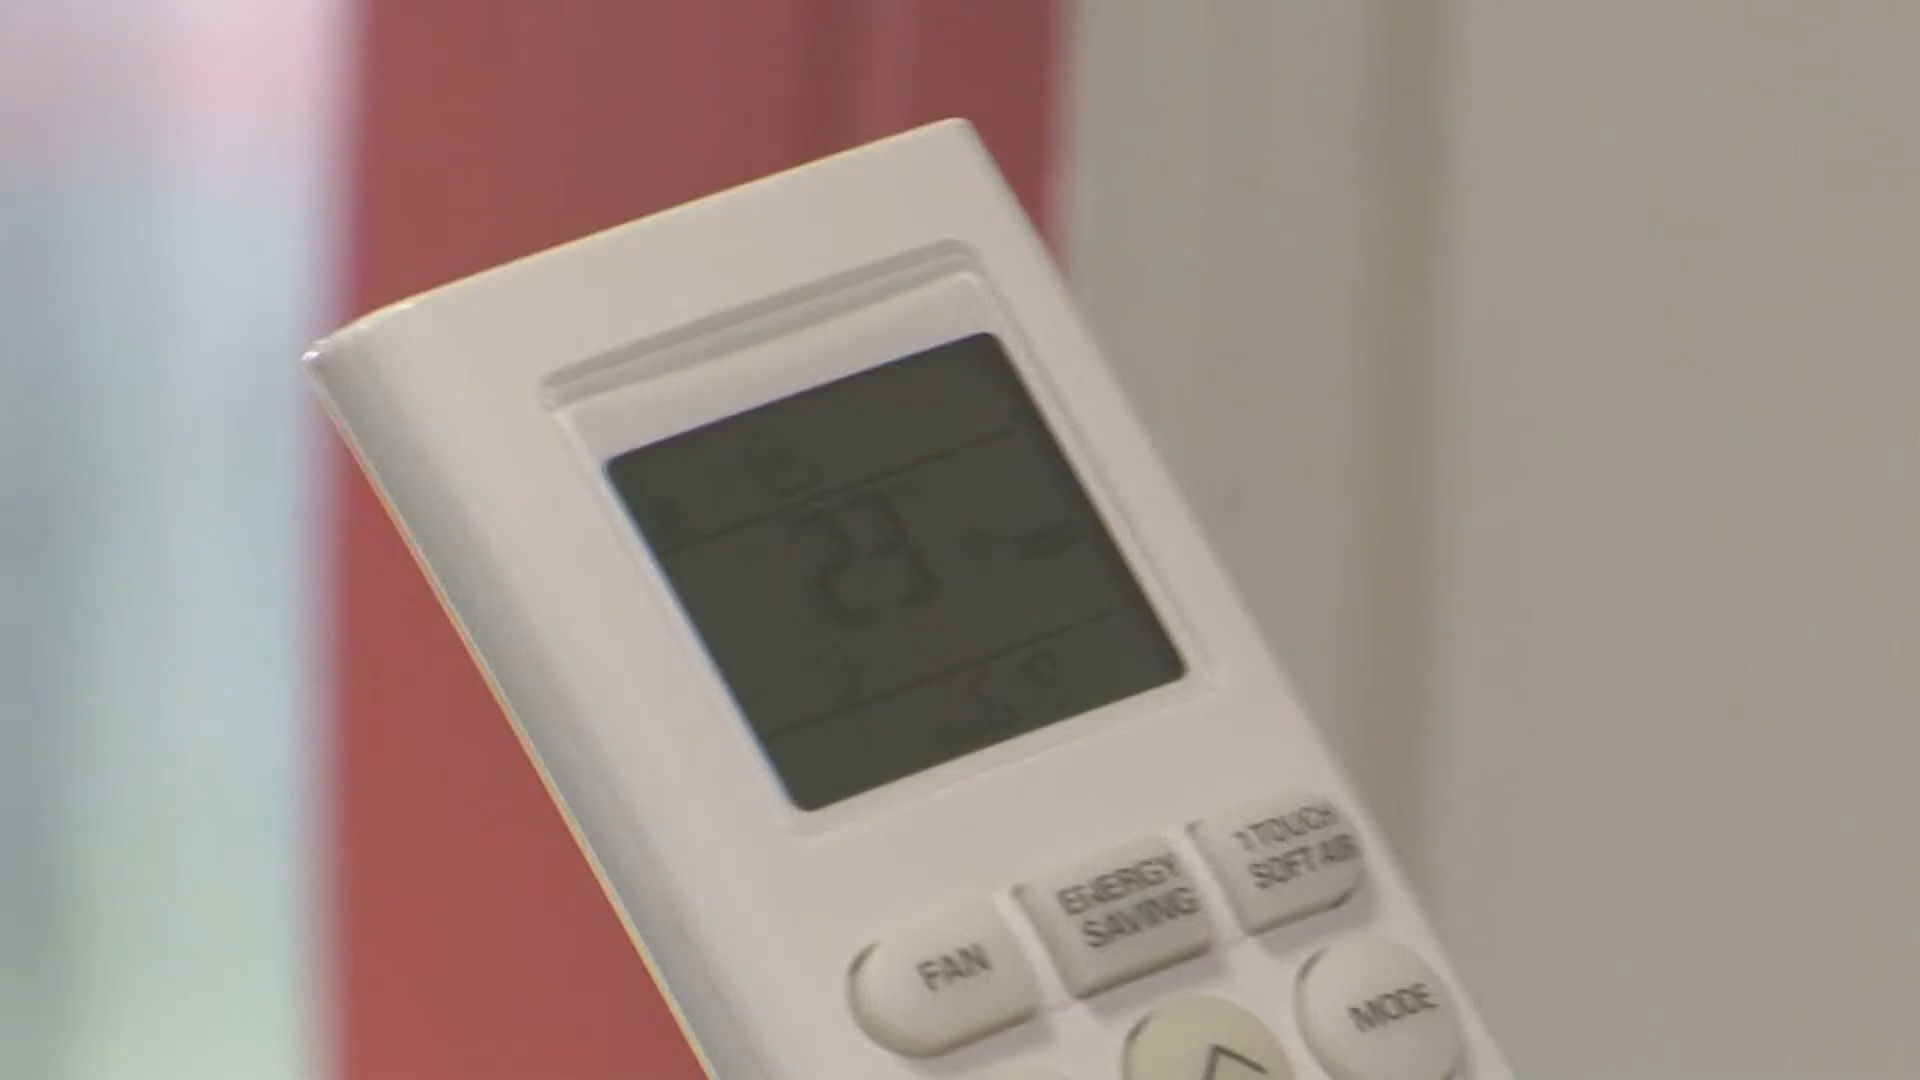 23
FAN
ENERGY
SAVING
1 TOUCH
SOFT AIR
MODE